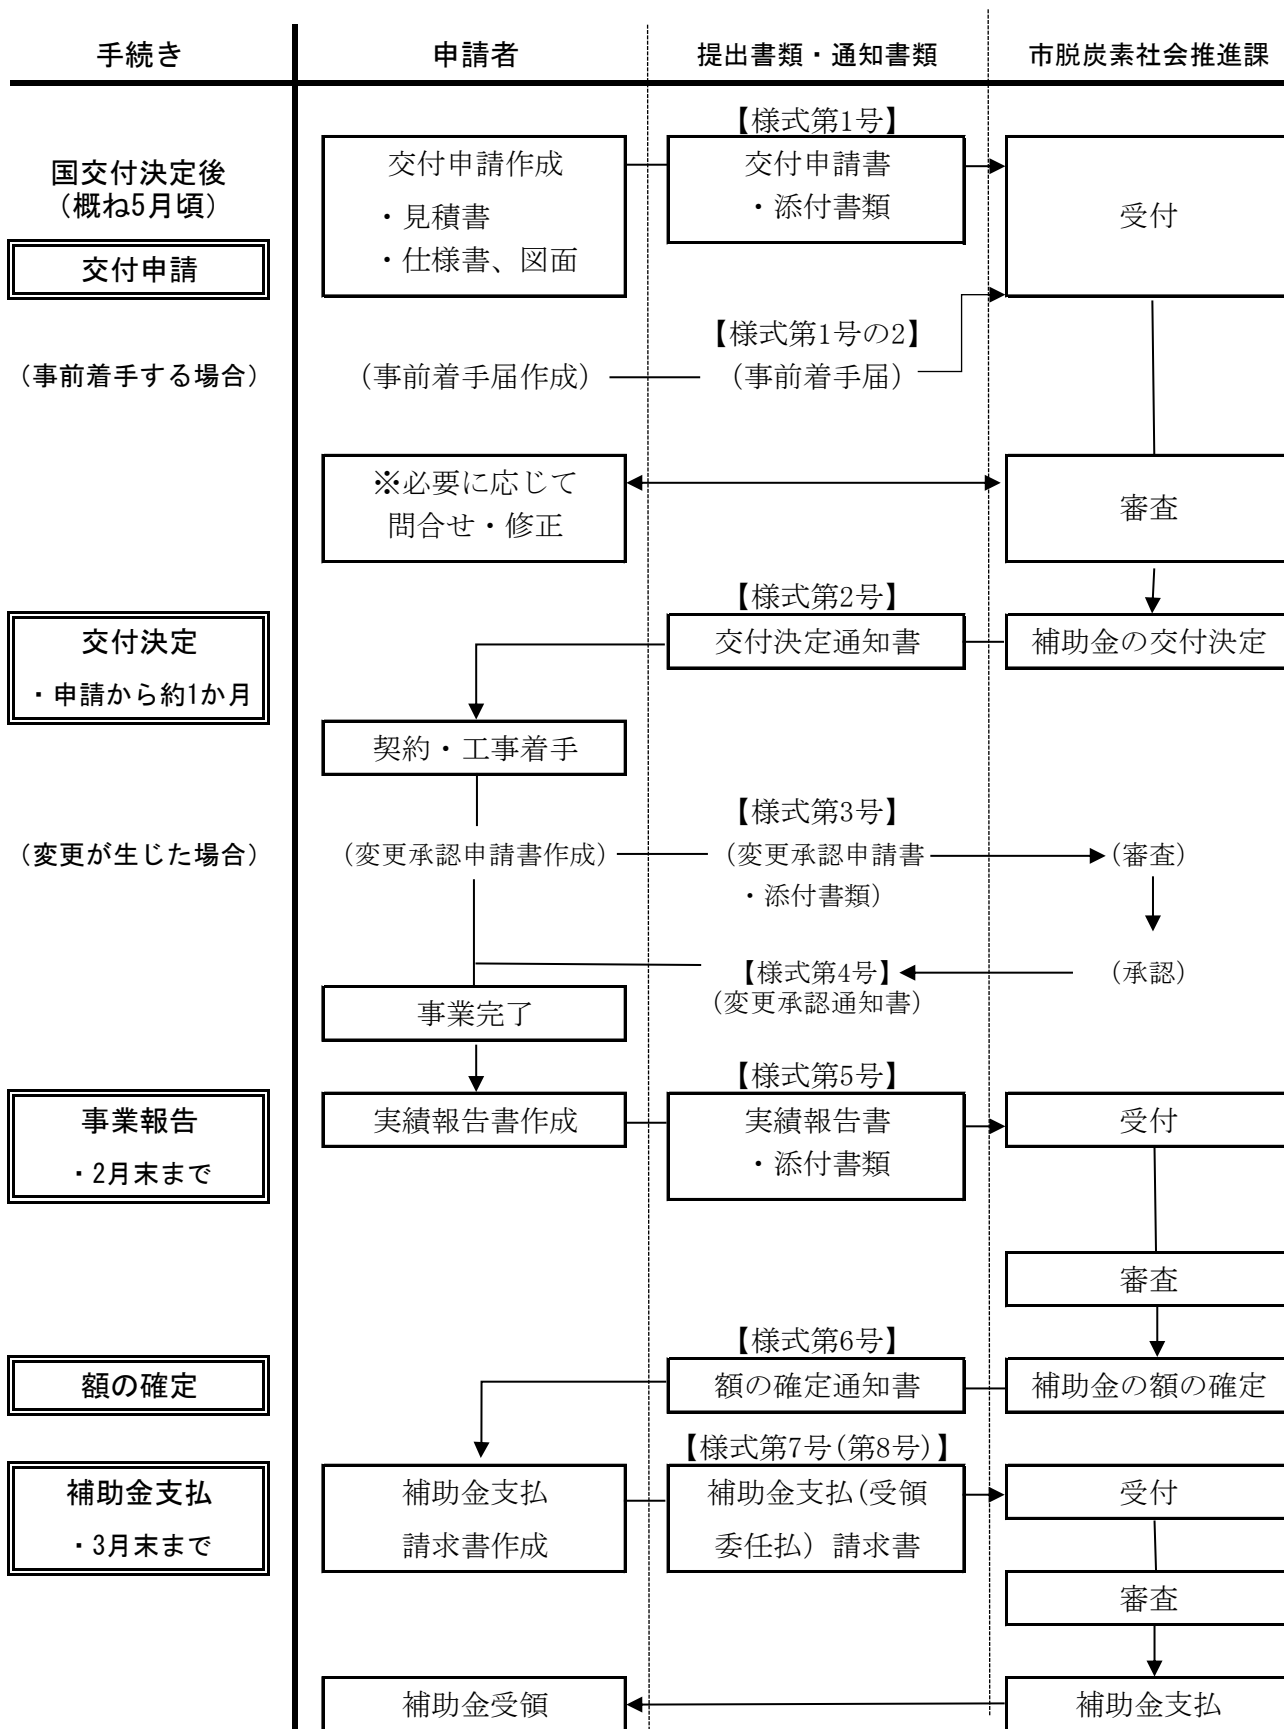 手続き
申請者
提出書類・通知書類
市脱炭素社会推進課
【様式第1号】
国交付決定後
（概ね5月頃）
交付申請
交付申請作成
・見積書
・仕様書、図面
交付申請書
・添付書類
受付
【様式第1号の2】
（事前着手する場合）
（事前着手届作成）
（事前着手届）
※必要に応じて
問合せ・修正
審査
【様式第2号】
交付決定
・申請から約1か月
交付決定通知書
補助金の交付決定
契約・工事着手
【様式第3号】
（変更が生じた場合）
（変更承認申請書作成）
（変更承認申請書
・添付書類）
（審査）
【様式第4号】
（変更承認通知書）
（承認）
事業完了
【様式第5号】
事業報告
・2月末まで
実績報告書作成
実績報告書
・添付書類
受付
審査
【様式第6号】
額の確定
額の確定通知書
補助金の額の確定
【様式第7号(第8号)】
補助金支払
・3月末まで
補助金支払
請求書作成
補助金支払(受領
委任払）請求書
受付
審査
補助金受領
補助金支払